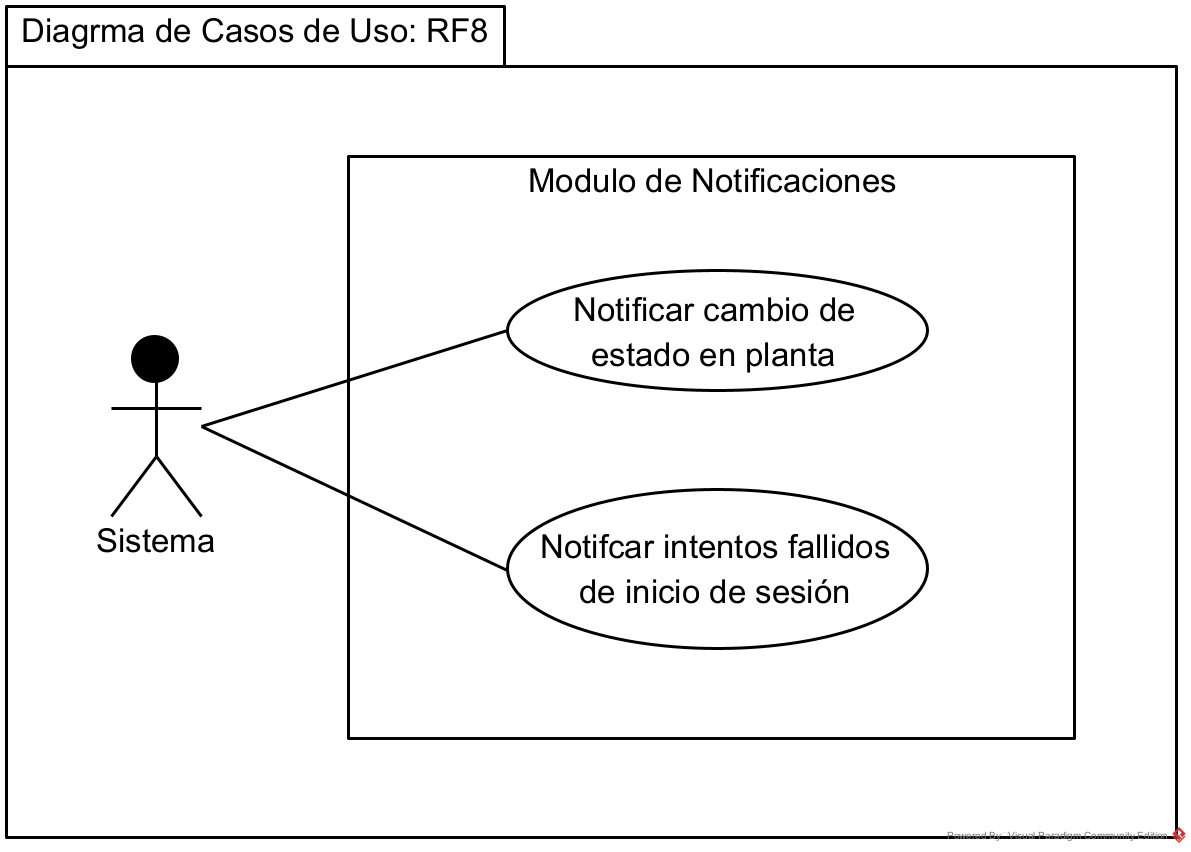 Diagrma de Casos de Uso: RF8
Modulo de Notificaciones
Notificar cambio de
estado en planta
Sistema
Notifcar intentos fallidos
de inicio de sesión
Powered By Visual Paradigm Community Edition